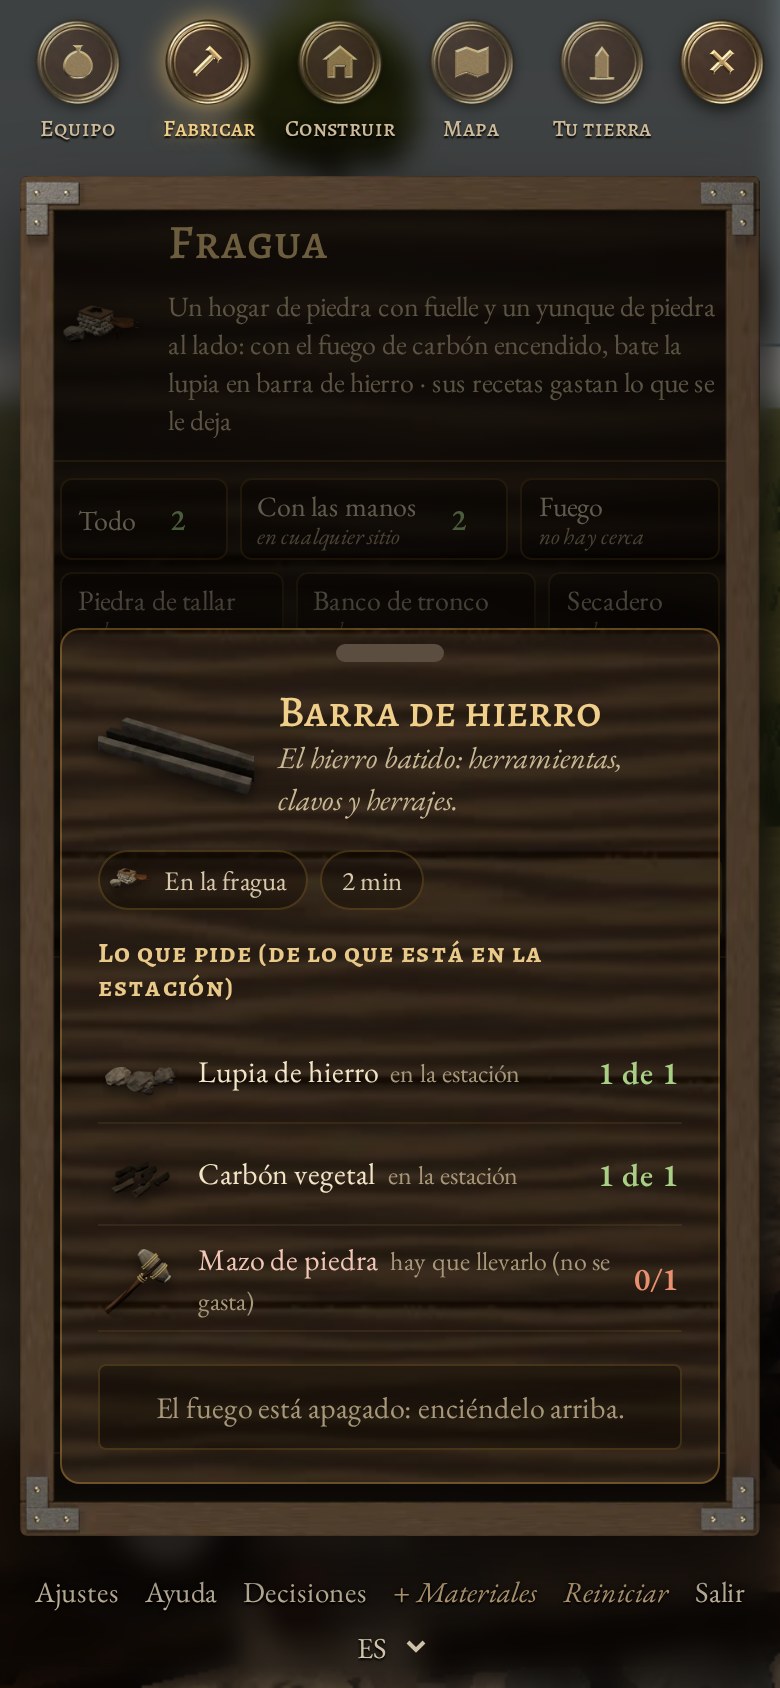 Equipo
Fabricar
Construir
Mapa
Tu tierra
Fragua
Un hogar de piedra con fuelle y un yunque de piedra
al lado: con el fuego de carbón encendido, bate la
lupia en barra de hierro · sus recetas gastan lo que se
le deja
Todo 2
Con las manos 2
en cualquier sitio
Fuego
no hay cerca
Piedra de tallar
Banco de tronco
Secadero
Barra de hierro
El hierro batido: herramientas,
clavos y herrajes.
En la fragua
2 min
Lo que pide (de lo que está en la
estación)
Lupia de hierro en la estación 1 de 1
Carbón vegetal en la estación 1 de 1
Mazo de piedra hay que llevarlo (no se
gasta) 0/1
El fuego está apagado: enciéndelo arriba.
Ajustes Ayuda Decisiones + Materiales Reiniciar Salir
ES